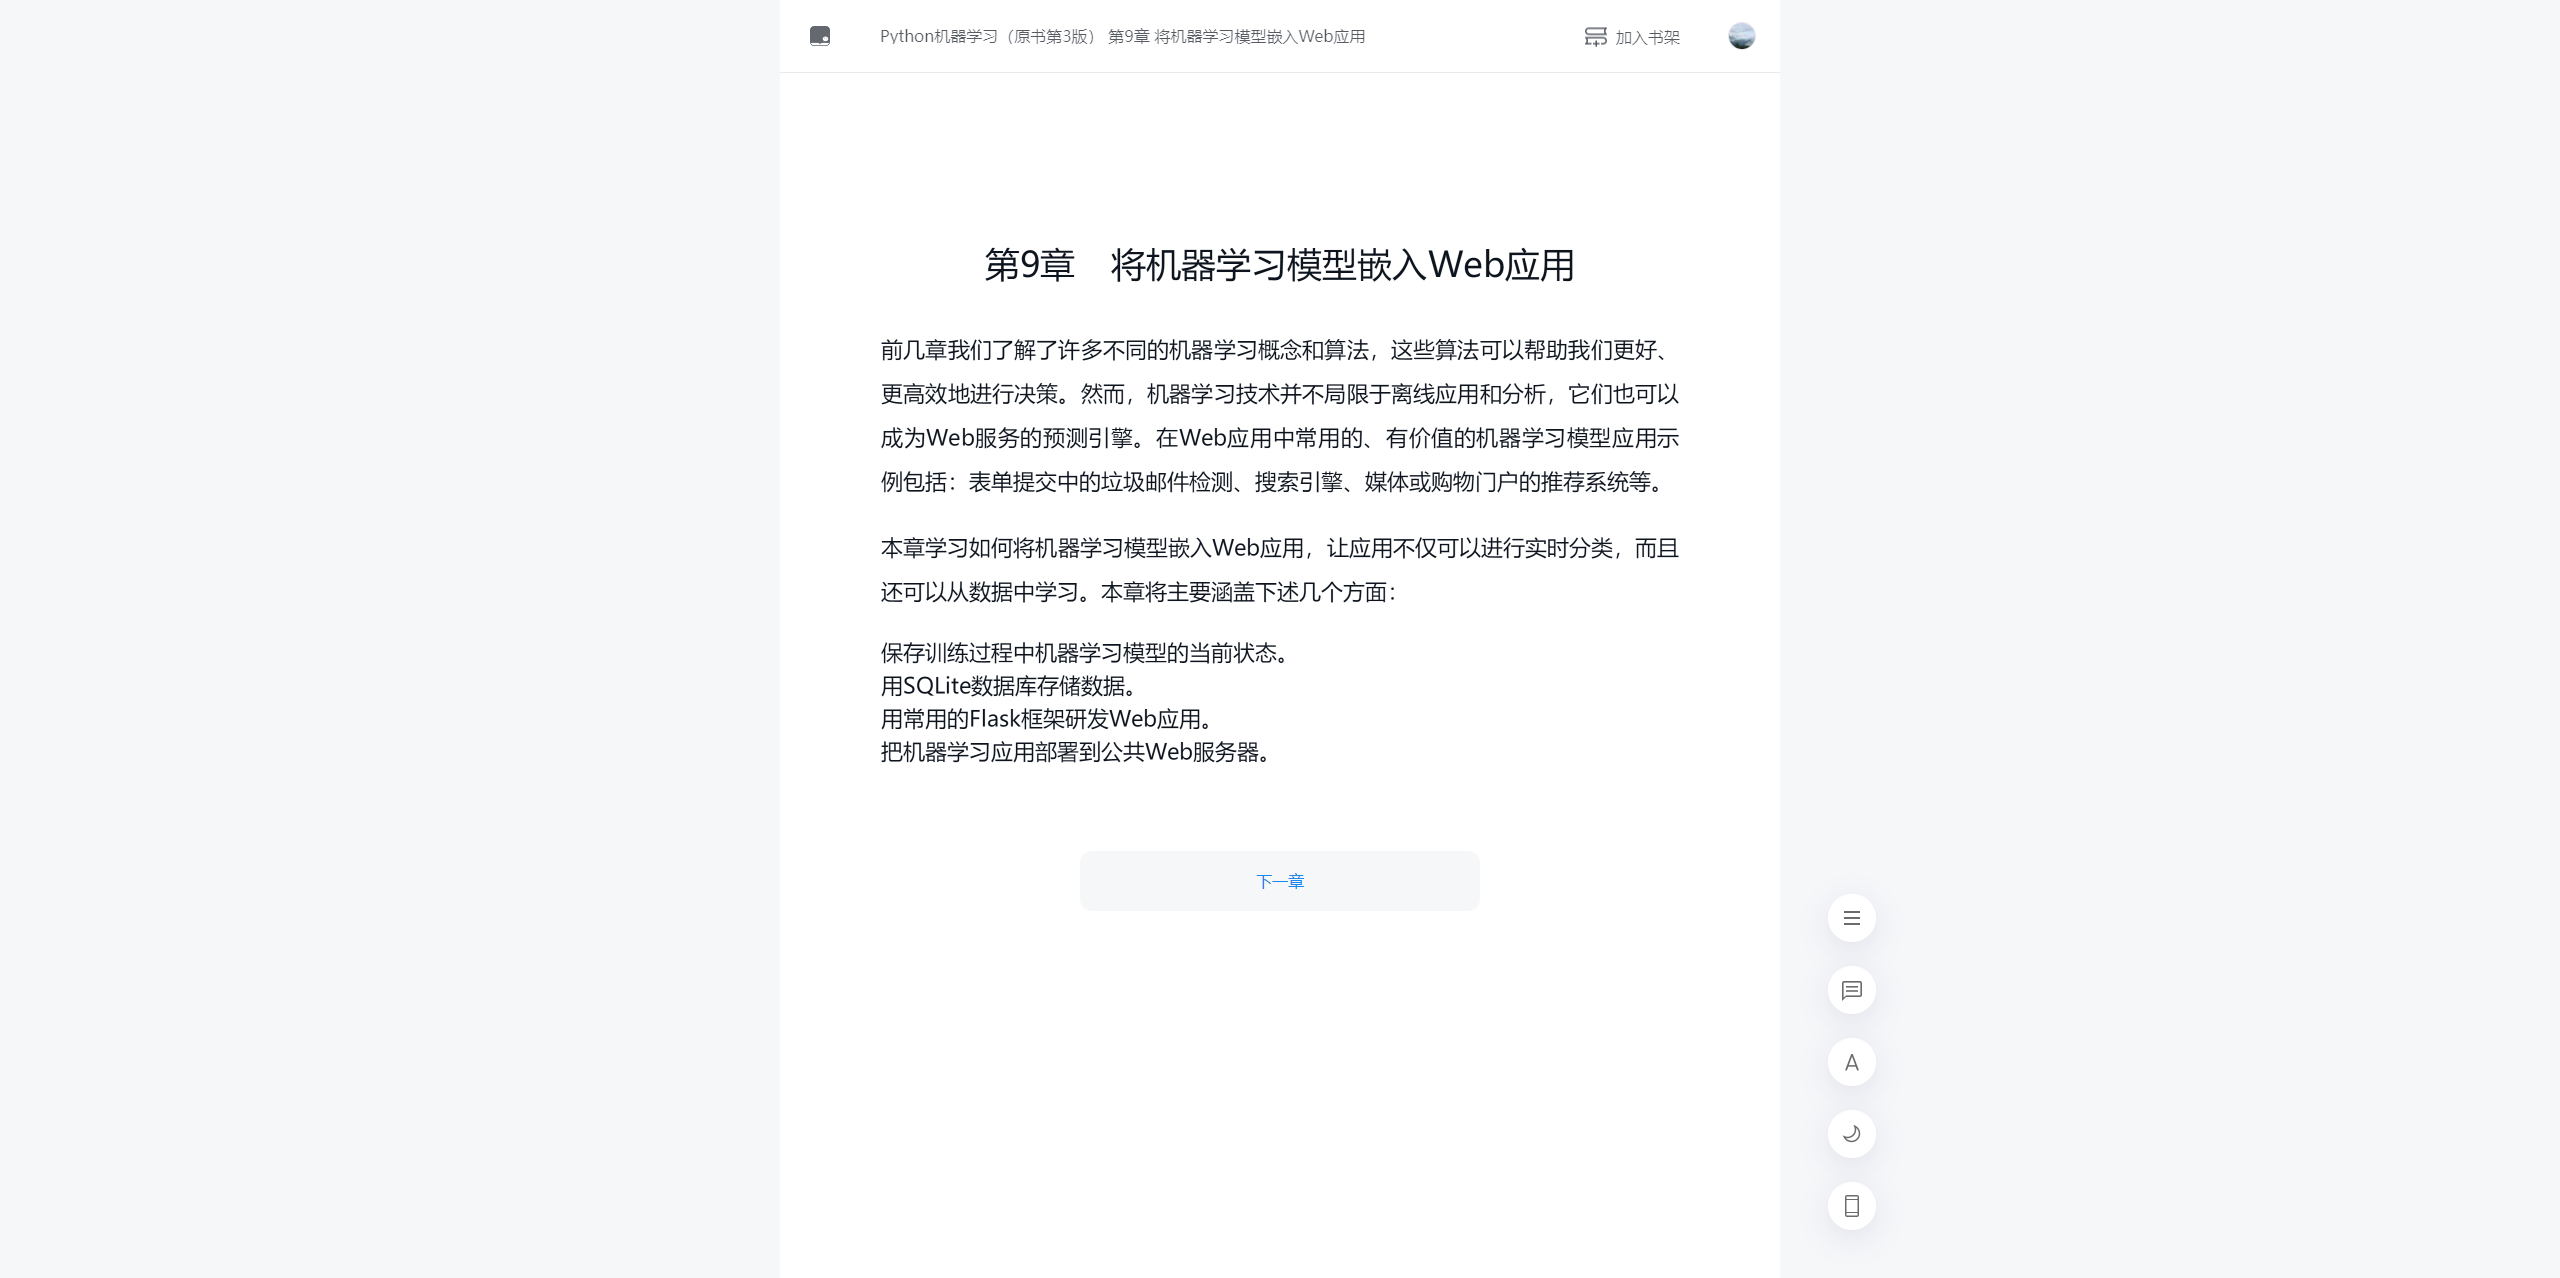 Python机器学习（原书第3版） 第9章 将机器学习模型嵌入Web应用
加入书架
第9章　将机器学习模型嵌入Web应用
前几章我们了解了许多不同的机器学习概念和算法，这些算法可以帮助我们更好、
更高效地进行决策。然而，机器学习技术并不局限于离线应用和分析，它们也可以
成为Web服务的预测引擎。在Web应用中常用的、有价值的机器学习模型应用示
例包括：表单提交中的垃圾邮件检测、搜索引擎、媒体或购物门户的推荐系统等。
本章学习如何将机器学习模型嵌入Web应用，让应用不仅可以进行实时分类，而且
还可以从数据中学习。本章将主要涵盖下述几个方面：
保存训练过程中机器学习模型的当前状态。
用SQLite数据库存储数据。
用常用的Flask框架研发Web应用。
把机器学习应用部署到公共Web服务器。
下一章
A